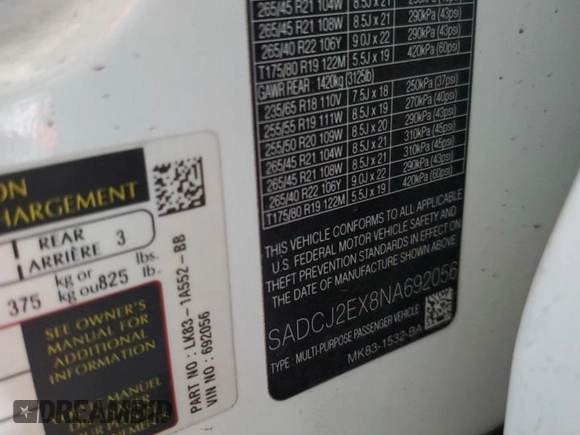 265/45 R21 104W 8.5J x 21
265/45 R21 108W 8.5J x 21 290kPa (43psi)
265/40 R22 106Y 9.0J x 22 290kPa (43psi)
T175/80 R19 122M 5.5J x 19 420kPa (60psi)
GAWR REAR : 1420kg (3125lb)
235/65 R18 110V 7.5J x 18 250kPa (37psi)
255/55 R19 111W 8.5J x 19 270kPa (40psi)
255/50 R20 109W 8.5J x 20 290kPa (43psi)
265/45 R21 104W 8.5J x 21 310kPa (45psi)
265/45 R21 108W 8.5J x 21 310kPa (45psi)
265/40 R22 106Y 9.0J x 22 290kPa (43psi)
T175/80 R19 122M 5.5J x 19 420kPa (60psi)
THIS VEHICLE CONFORMS TO ALL APPLICABLE
U.S. FEDERAL MOTOR VEHICLE SAFETY AND
THEFT PREVENTION STANDARDS IN EFFECT ON
THE DATE OF MANUFACTURE SHOWN ABOVE.
SADCJ2EX8NA692056
TYPE : MULTI-PURPOSE PASSENGER VEHICLE
MK83-1532-BA
ION
CHARGEMENT
REAR
ARRIÈRE 3
375 kg or
kg ou 825 lbs.
lb.
SEE OWNER'S
MANUAL FOR
PART NO : LK83-1A552-BB
VIN NO : 692056
DREAMBID